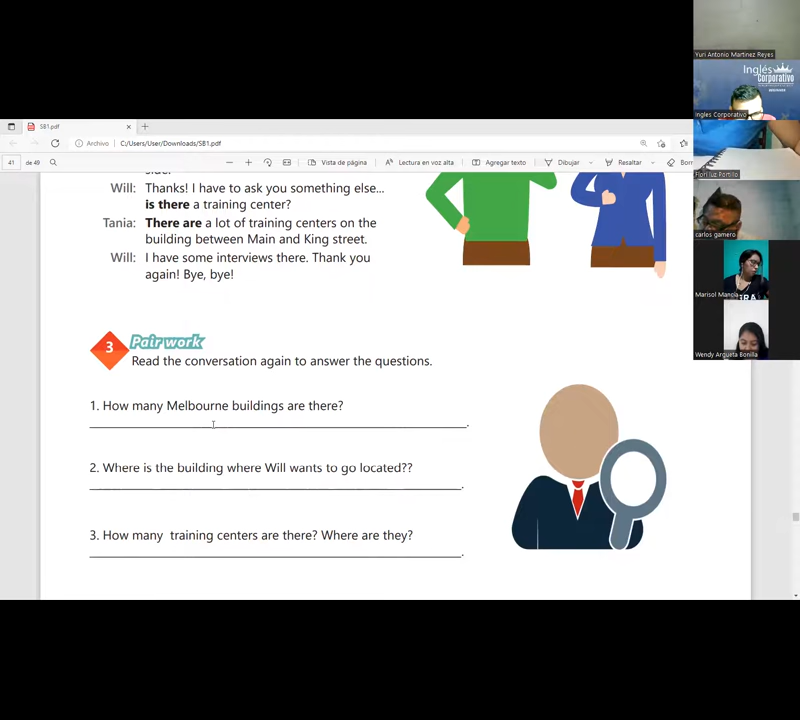 Yuri Antonio Martinez Reyes
Inglés
Corporativo
Ingles Corporativo
Flori luz Portillo
carlos gamero
Marisol Mancia
Wendy Argueta Bonilla
SB1.pdf
Archivo C:/Users/User/Downloads/SB1.pdf
41 de 49 Vista de página Lectura en voz alta Agregar texto Dibujar Resaltar Borr
side.
Will: Thanks! I have to ask you something else...
is there a training center?
Tania: There are a lot of training centers on the
building between Main and King street.
Will: I have some interviews there. Thank you
again! Bye, bye!
3 Pair work
Read the conversation again to answer the questions.
1. How many Melbourne buildings are there?
2. Where is the building where Will wants to go located??
3. How many training centers are there? Where are they?